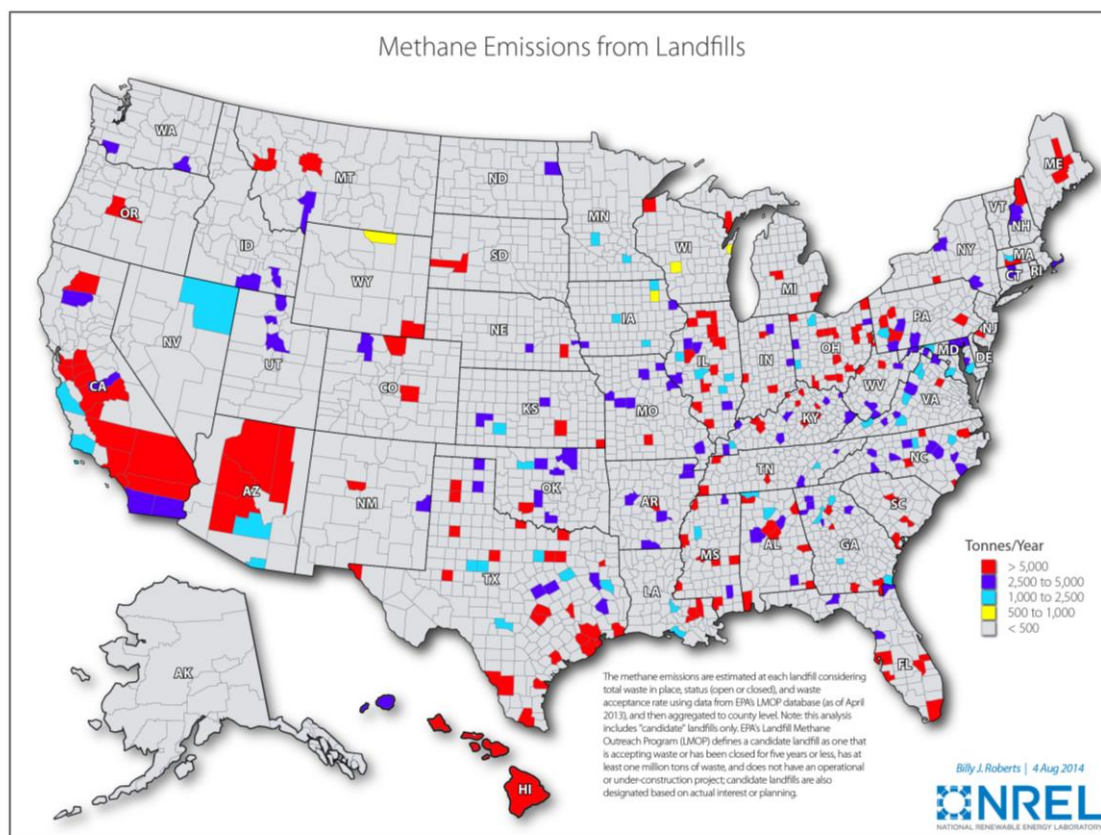 Methane Emissions from Landfills
WA
MT
ND
MN
ME
VT
NH
OR
ID
WY
SD
WI
MI
NY
MA
CT
RI
NV
UT
NE
IA
PA
NJ
CA
CO
KS
MO
IL
IN
OH
WV
MD
DE
VA
KY
AZ
NM
OK
AR
TN
NC
SC
TX
LA
MS
AL
GA
FL
AK
HI
Tonnes/Year
> 5,000
2,500 to 5,000
1,000 to 2,500
500 to 1,000
< 500
The methane emissions are estimated at each landfill considering
total waste in place, status (open or closed), and waste
acceptance rate using data from EPA's LMOP database (as of April
2013), and then aggregated to county level. Note: this analysis
includes "candidate" landfills only. EPA's Landfill Methane
Outreach Program (LMOP) defines a candidate landfill as one that
is accepting waste or has been closed for five years or less, has at
least one million tons of waste, and does not have an operational
or under-construction project; candidate landfills are also
designated based on actual interest or planning.
Billy J. Roberts | 4 Aug 2014
NREL
NATIONAL RENEWABLE ENERGY LABORATORY